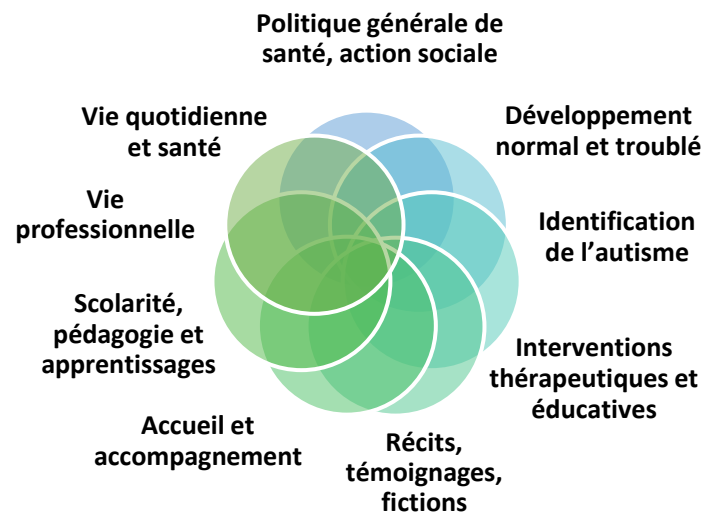 Politique générale de
santé, action sociale
Développement
normal et troublé
Identification
de l’autisme
Interventions
thérapeutiques et
éducatives
Récits,
témoignages,
fictions
Accueil et
accompagnement
Scolarité,
pédagogie et
apprentissages
Vie
professionnelle
Vie quotidienne
et santé